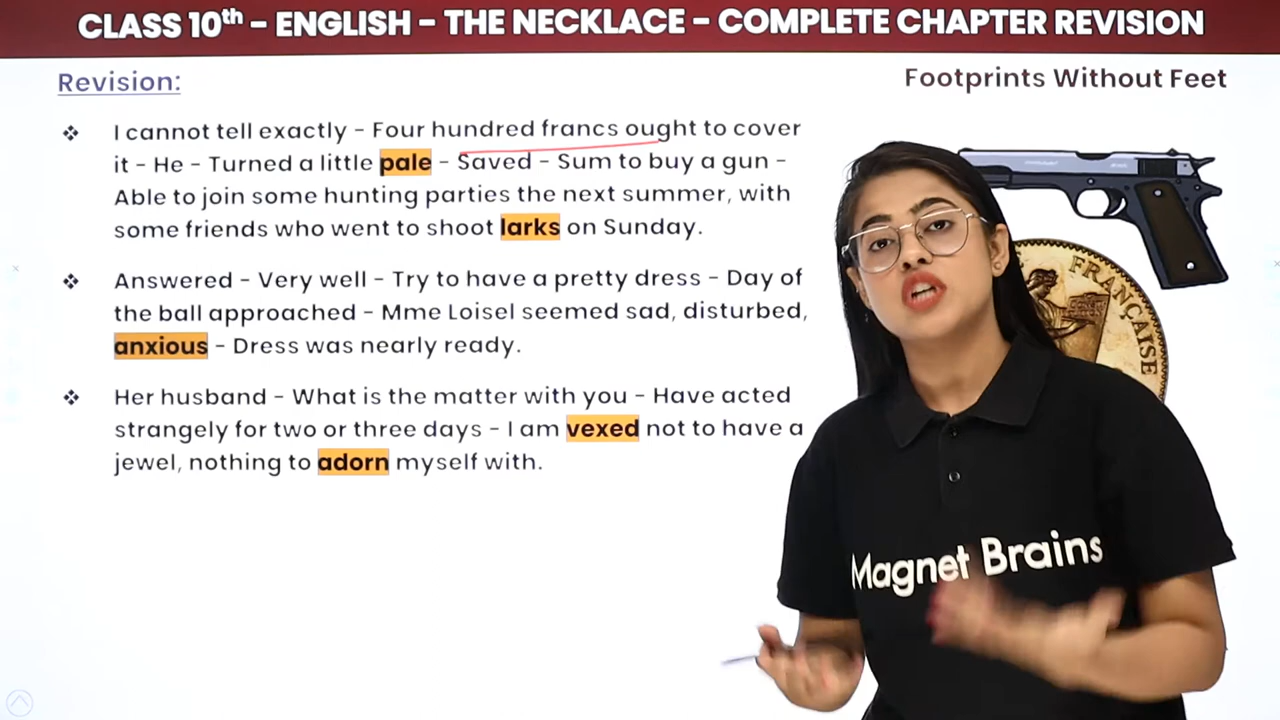 CLASS 10th – ENGLISH – THE NECKLACE – COMPLETE CHAPTER REVISION
Revision:
Footprints Without Feet
❖ I cannot tell exactly – Four hundred francs ought to cover
it – He – Turned a little pale – Saved – Sum to buy a gun –
Able to join some hunting parties the next summer, with
some friends who went to shoot larks on Sunday.
❖ Answered – Very well – Try to have a pretty dress – Day of
the ball approached – Mme Loisel seemed sad, disturbed,
anxious – Dress was nearly ready.
❖ Her husband – What is the matter with you – Have acted
strangely for two or three days – I am vexed not to have a
jewel, nothing to adorn myself with.
FRANÇAISE
Magnet Brains